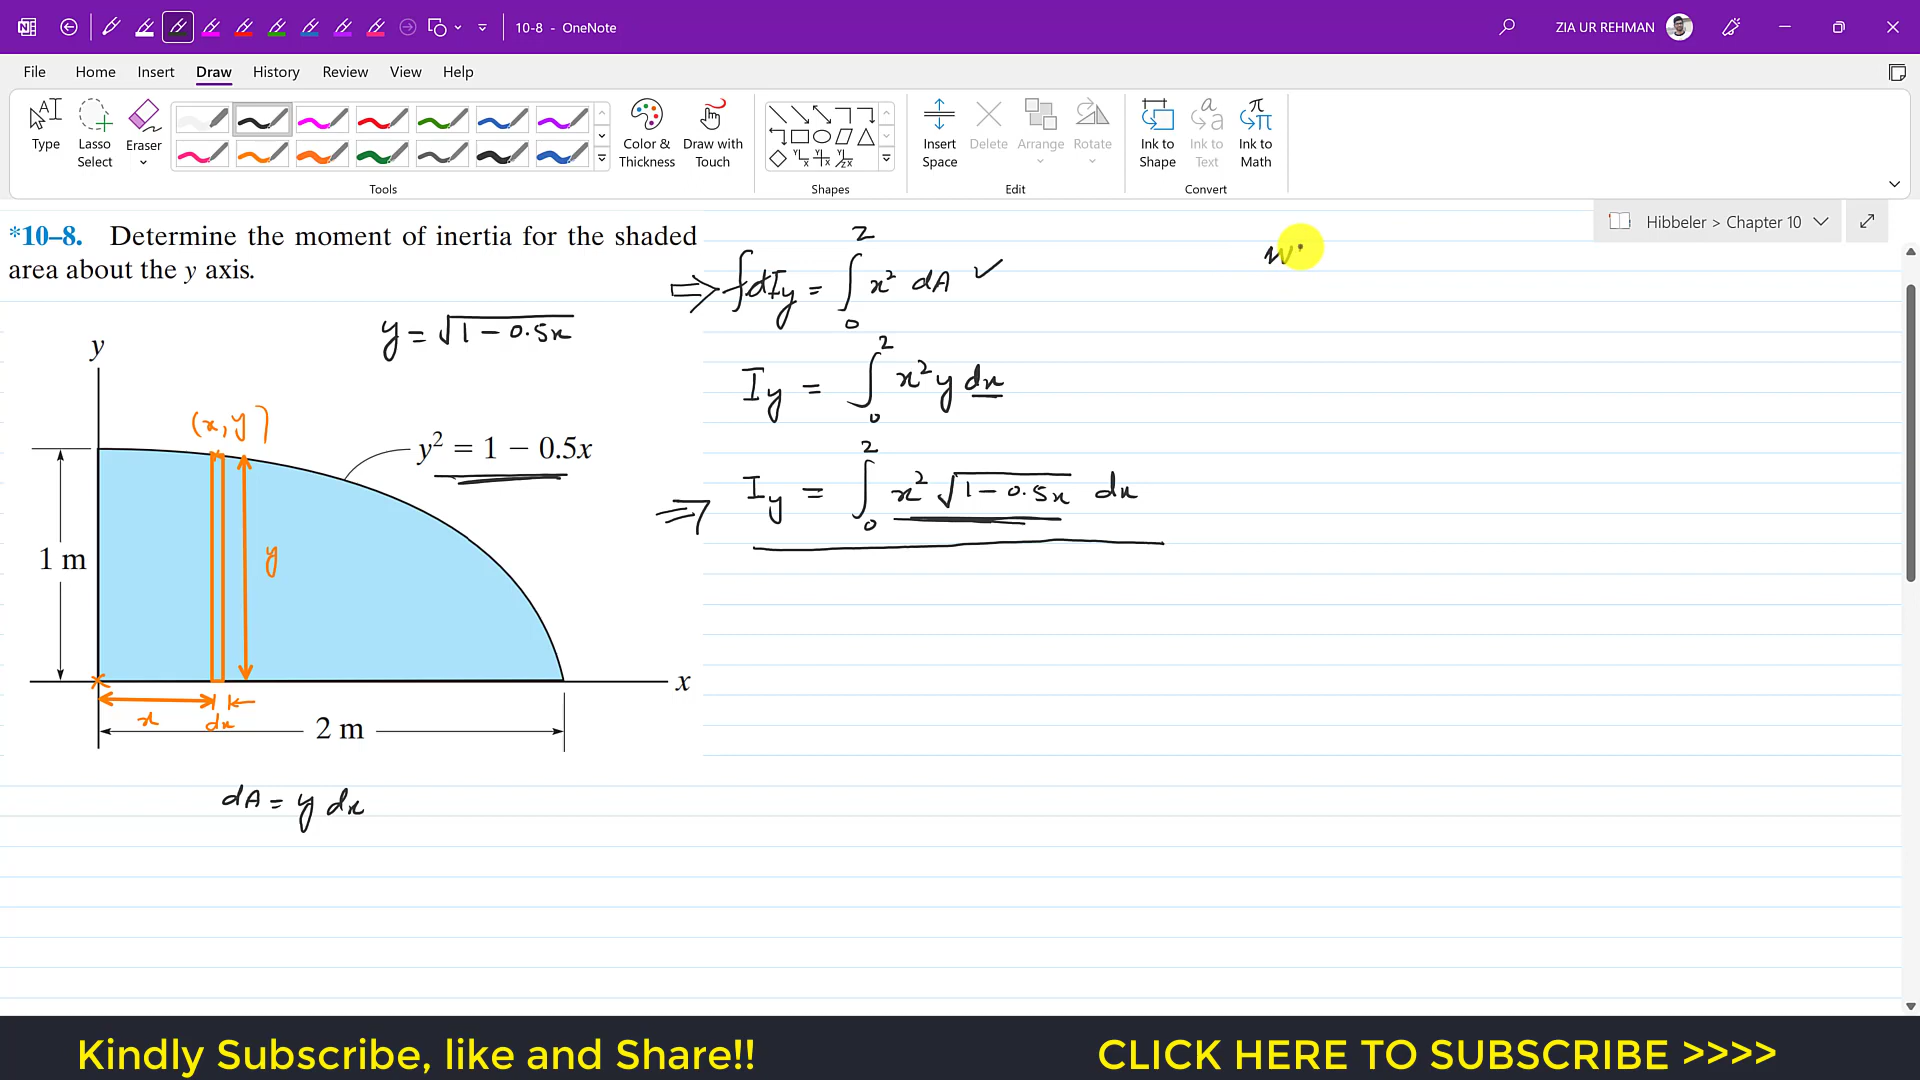 10-8 - OneNote
ZIA UR REHMAN
File Home Insert Draw History Review View Help
Type
Lasso Select
Eraser
Color & Thickness
Draw with Touch
Insert Space
Delete
Arrange
Rotate
Ink to Shape
Ink to Text
Ink to Math
Tools
Shapes
Edit
Convert
Hibbeler > Chapter 10
*10–8. Determine the moment of inertia for the shaded
area about the y axis.
y = √(1 - 0.5x)
y
(x, y)
y² = 1 – 0.5x
1 m
y
x
x
dx
2 m
dA = y dx
⇒ ∫dIy = ∫₀² x² dA ✓
Iy = ∫₀² x² y dx
⇒ Iy = ∫₀² x² √(1 - 0.5x) dx
Kindly Subscribe, like and Share!!
CLICK HERE TO SUBSCRIBE >>>>